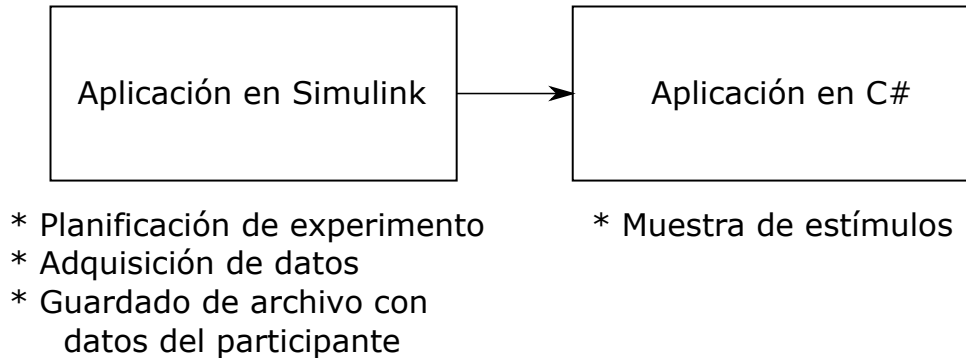 Aplicación en Simulink
Aplicación en C#
* Planificación de experimento
* Adquisición de datos
* Guardado de archivo con
datos del participante
* Muestra de estímulos